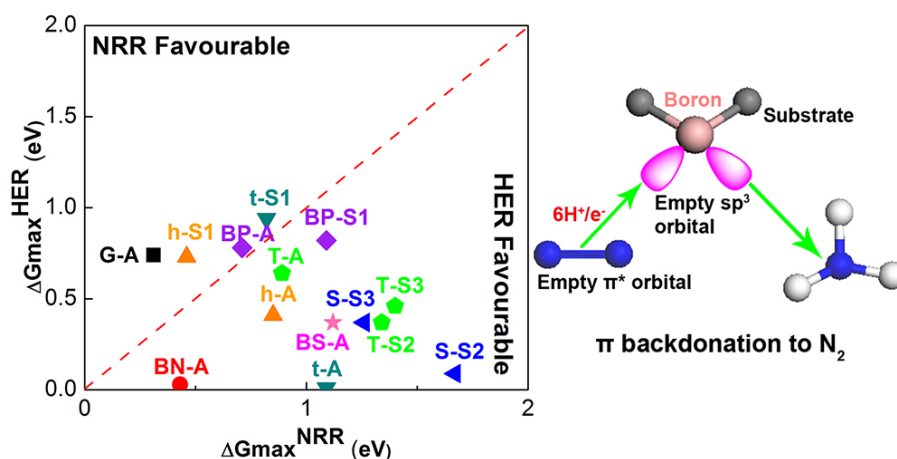 NRR Favourable
HER Favourable
2.0
1.5
1.0
0.5
0.0
ΔGmax^HER (eV)
t-S1
BP-S1
h-S1
BP-A
G-A
T-A
h-A
S-S3
T-S3
BS-A
T-S2
BN-A
t-A
S-S2
0
1
2
ΔGmax^NRR (eV)
Boron
Substrate
6H⁺/e⁻
Empty sp³
orbital
Empty π* orbital
π backdonation to N₂